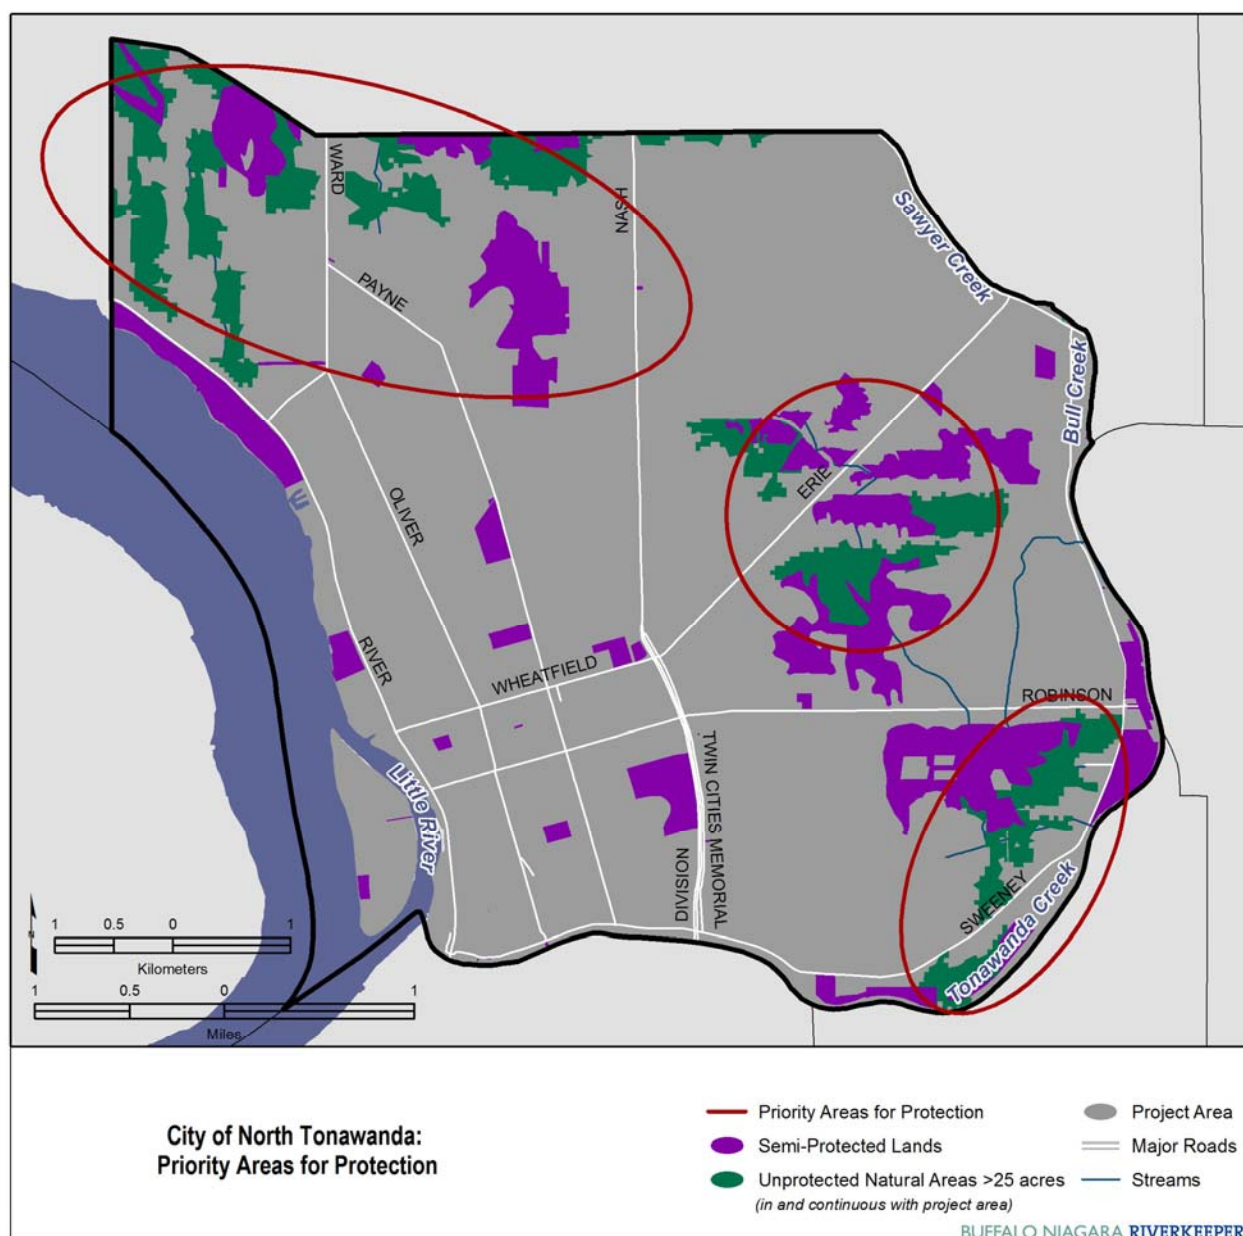 WARD
NASH
Sawyer Creek
PAYNE
Bull Creek
ERIE
OLIVER
RIVER
WHEATFIELD
ROBINSON
TWIN CITIES MEMORIAL
Little River
DIVISION
SWEENEY
Tonawanda Creek
N
1 0.5 0 1
Kilometers
1 0.5 0 1
Miles
City of North Tonawanda:
Priority Areas for Protection
Priority Areas for Protection
Semi-Protected Lands
Unprotected Natural Areas >25 acres
(in and continuous with project area)
Project Area
Major Roads
Streams
BUFFALO NIAGARA RIVERKEEPER